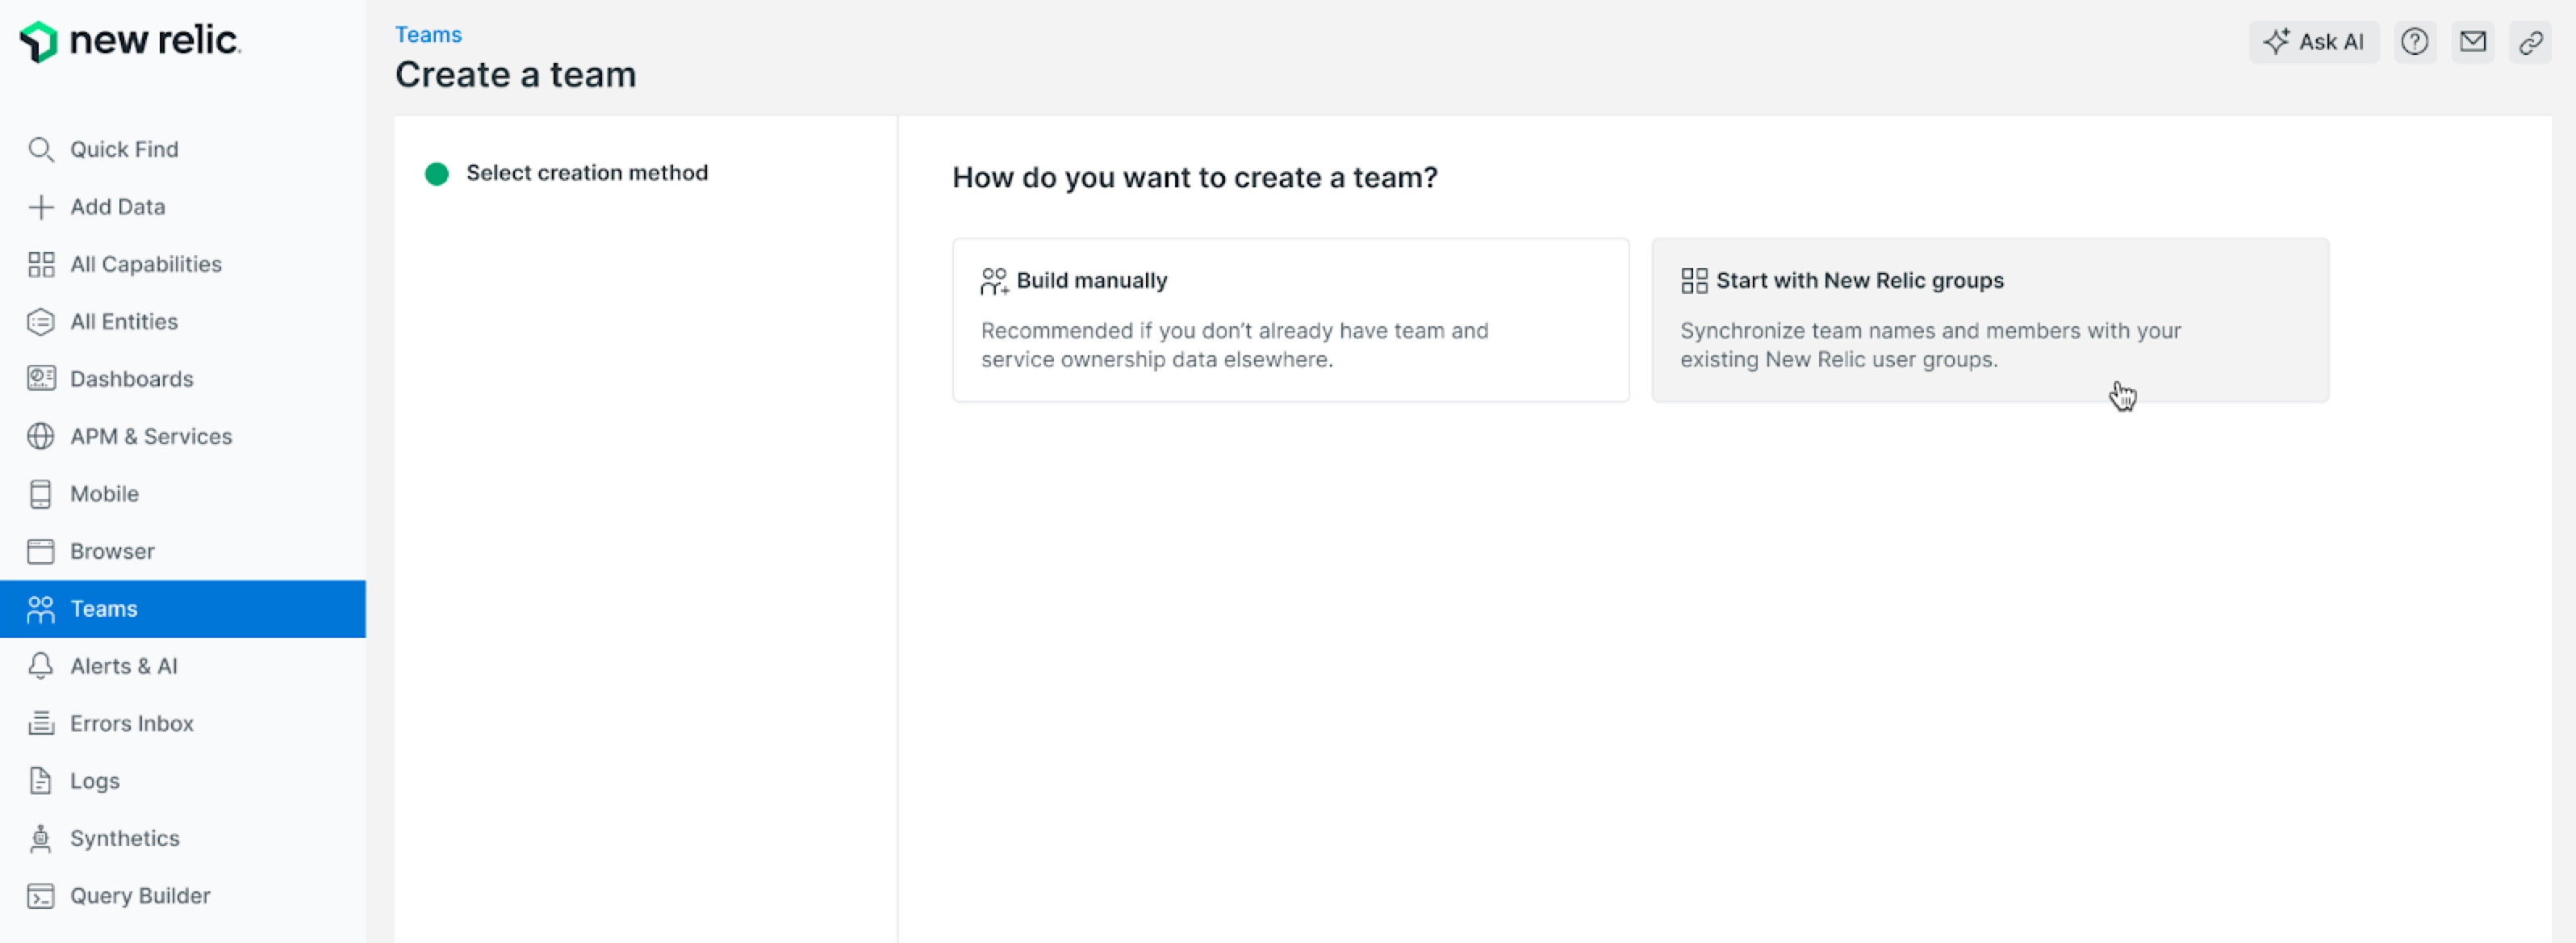 new relic.
Quick Find
Add Data
All Capabilities
All Entities
Dashboards
APM & Services
Mobile
Browser
Teams
Alerts & AI
Errors Inbox
Logs
Synthetics
Query Builder
Teams
Create a team
Ask AI
Select creation method
How do you want to create a team?
Build manually
Recommended if you don't already have team and
service ownership data elsewhere.
Start with New Relic groups
Synchronize team names and members with your
existing New Relic user groups.